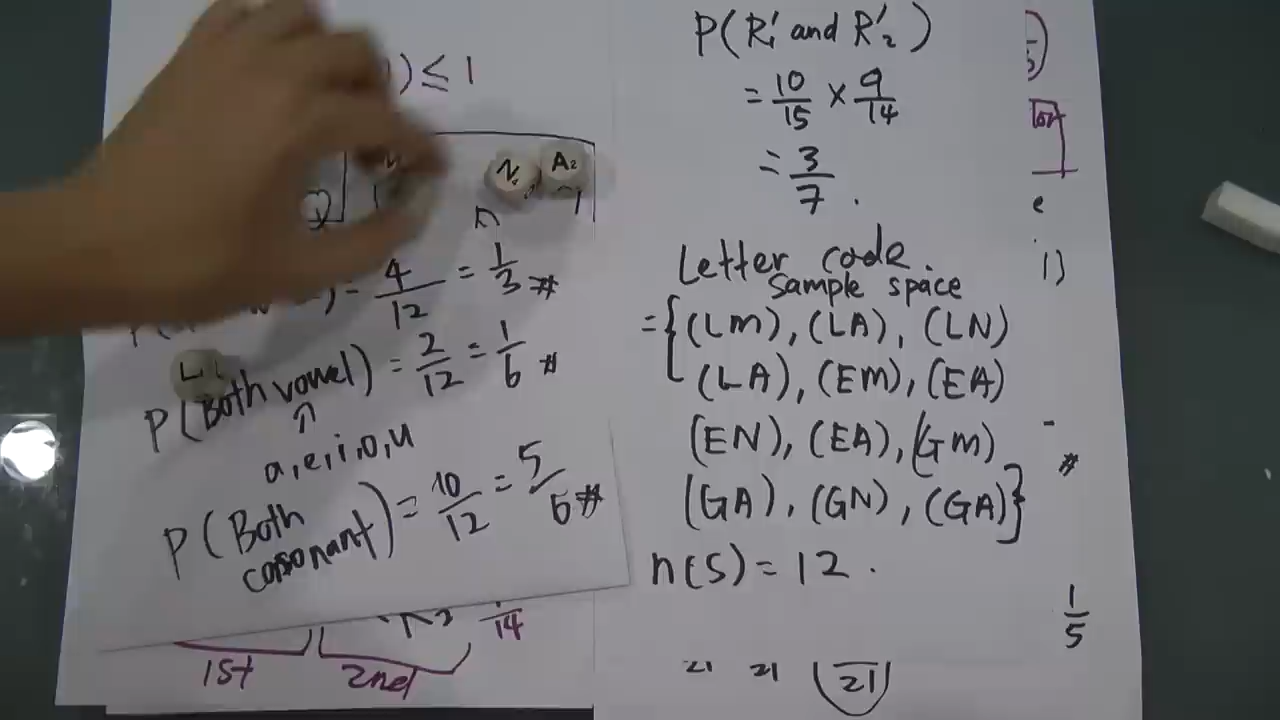 ) ≤ 1
N A₂
4/12 = 1/3 #
L
P(Both vowel) = 2/12 = 1/6 #
a, e, i, o, u
P(Both consonant) = 10/12 = 5/6 #
14
1st 2nd
P(R₁' and R₂')
= 10/15 × 9/14
= 3/7 .
Letter code.
Sample space
= {(LM), (LA), (LN)
(LA), (EM), (EA)
(EN), (EA), (GM)
(GA), (GN), (GA)}
n(S) = 12 .
21 21 21
e
i)
#
1/5